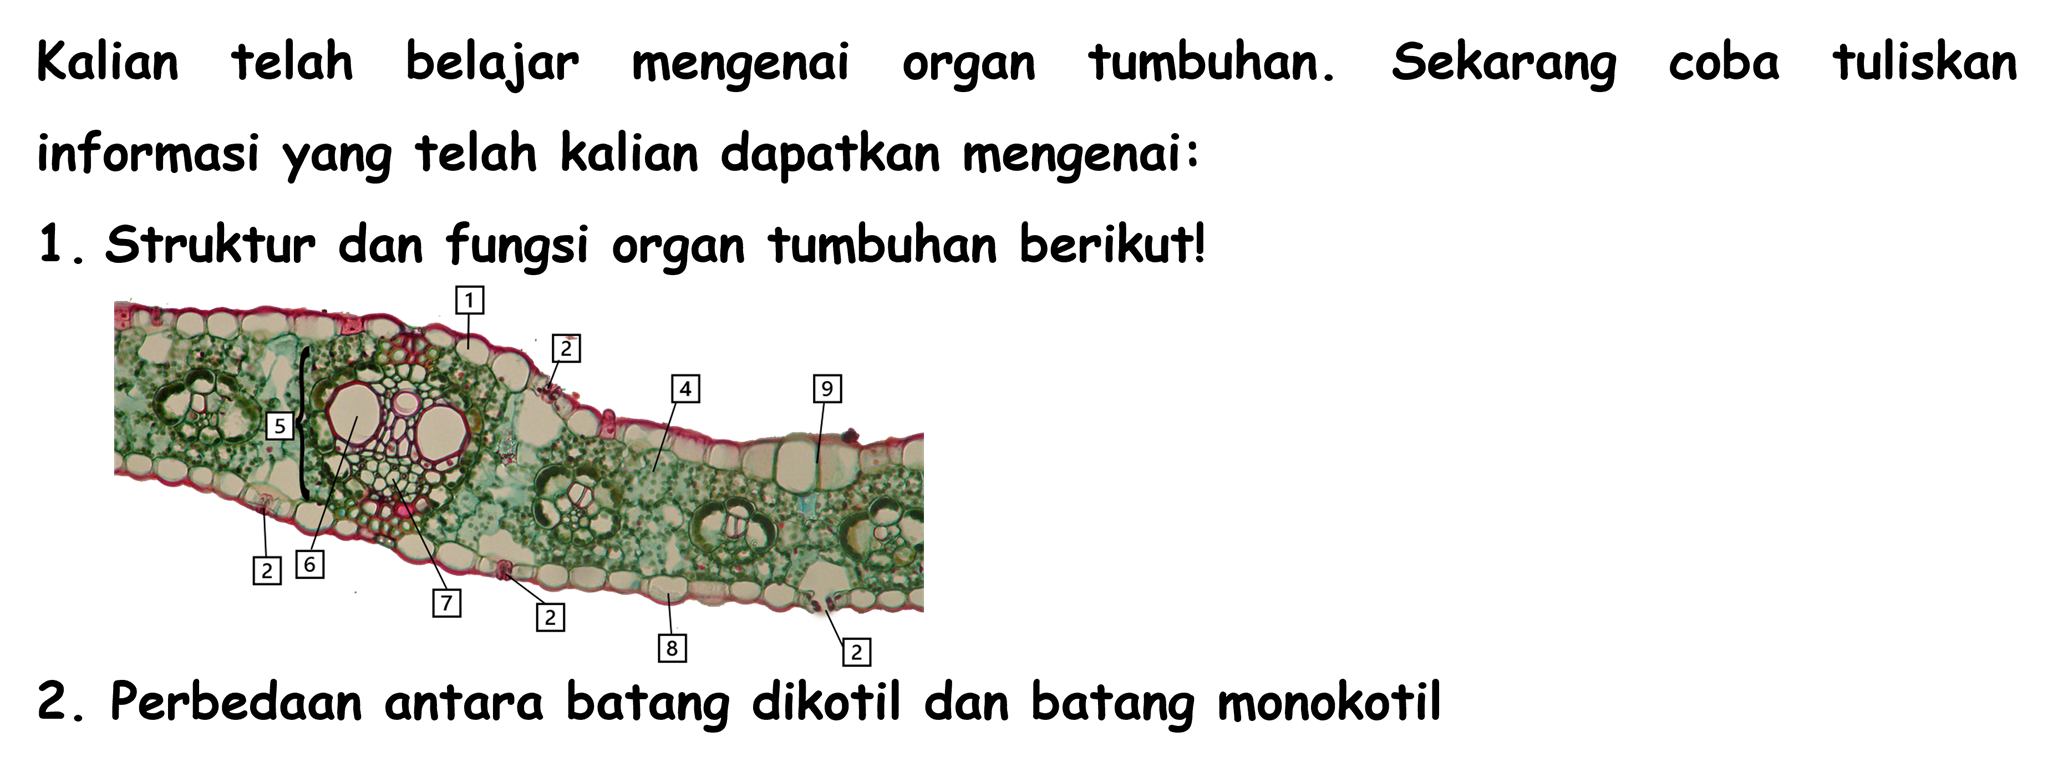 Kalian telah belajar mengenai organ tumbuhan. Sekarang coba tuliskan
informasi yang telah kalian dapatkan mengenai:
1. Struktur dan fungsi organ tumbuhan berikut!
1
2
4
9
5
2
6
7
2
8
2
2. Perbedaan antara batang dikotil dan batang monokotil